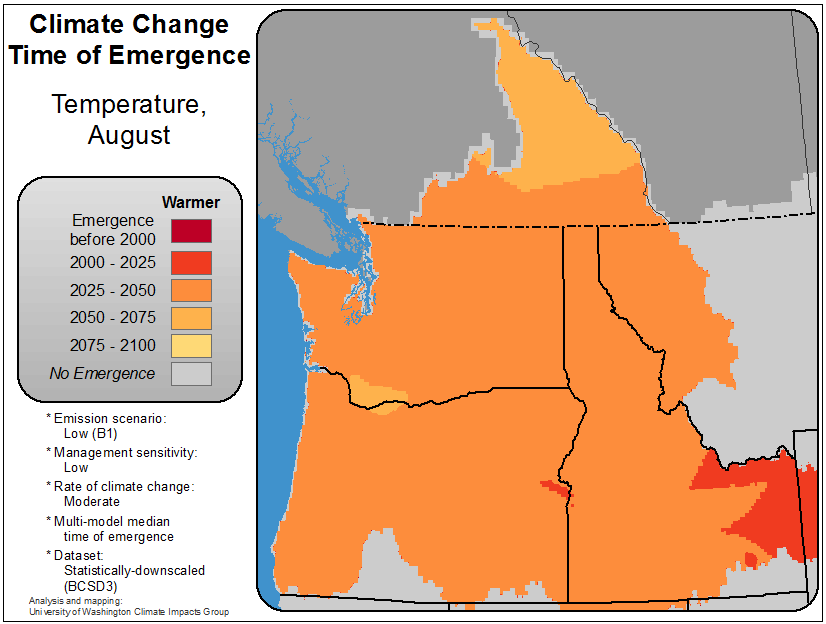 Climate Change
Time of Emergence
Temperature,
August
Warmer
Emergence
before 2000
2000 - 2025
2025 - 2050
2050 - 2075
2075 - 2100
No Emergence
* Emission scenario:
Low (B1)
* Management sensitivity:
Low
* Rate of climate change:
Moderate
* Multi-model median
time of emergence
* Dataset:
Statistically-downscaled
(BCSD3)
Analysis and mapping:
University of Washington Climate Impacts Group